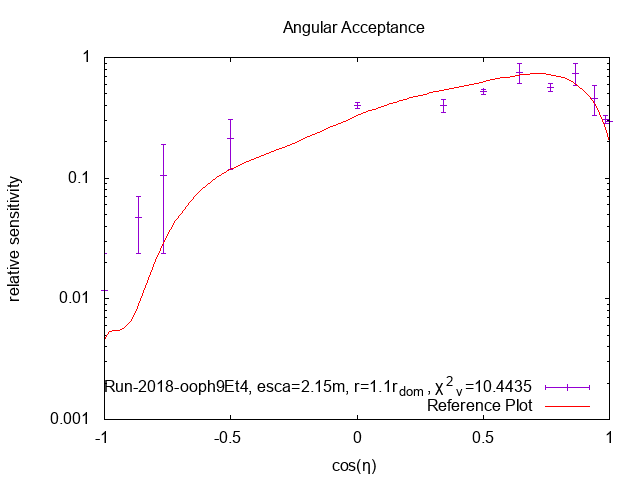 Angular Acceptance
1
0.1
0.01
0.001
relative sensitivity
Run-2018-ooph9Et4, esca=2.15m, r=1.1r_dom, χ²_ν=10.4435
Reference Plot
-1 -0.5 0 0.5 1
cos(η)